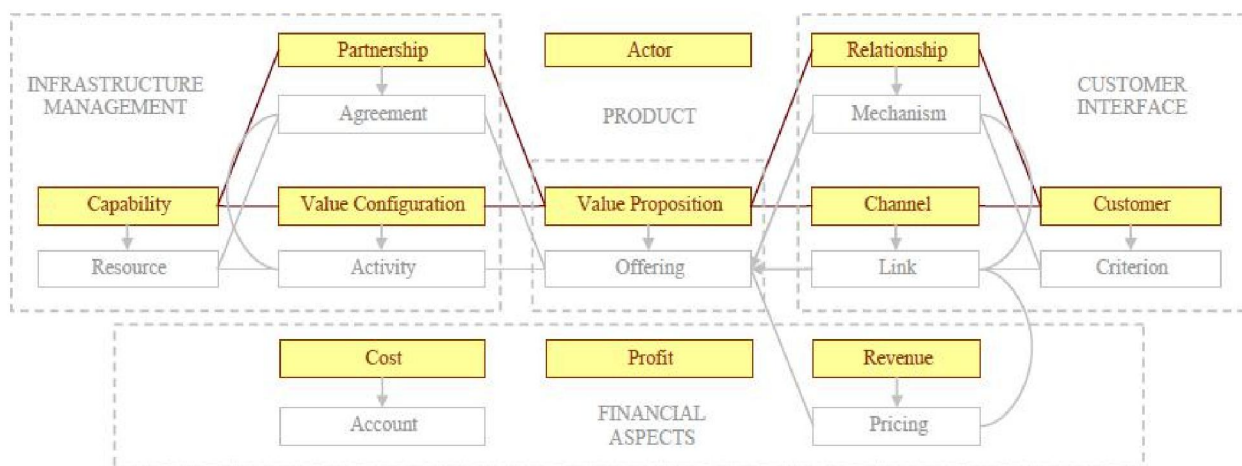 Partnership
Actor
Relationship
INFRASTRUCTURE
MANAGEMENT
CUSTOMER
INTERFACE
Agreement
PRODUCT
Mechanism
Capability
Value Configuration
Value Proposition
Channel
Customer
Resource
Activity
Offering
Link
Criterion
Cost
Profit
Revenue
Account
FINANCIAL
ASPECTS
Pricing